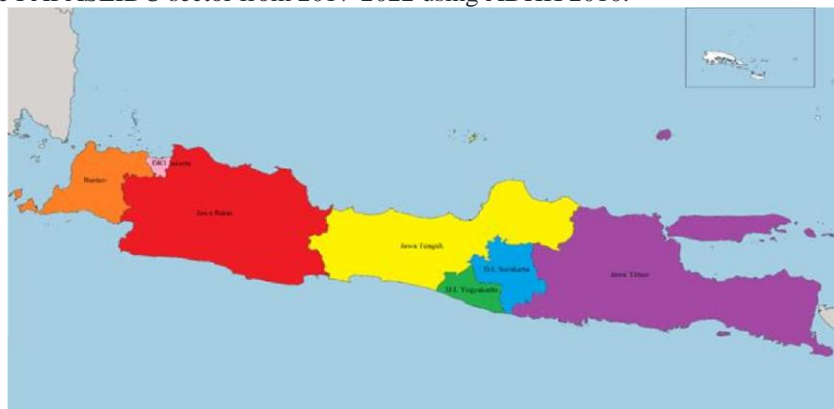 sector from 2017-2022 using ADHK 2010.
DKI Jakarta
Banten
Jawa Barat
Jawa Tengah
D.I. Surakarta
D.I. Yogyakarta
Jawa Timur